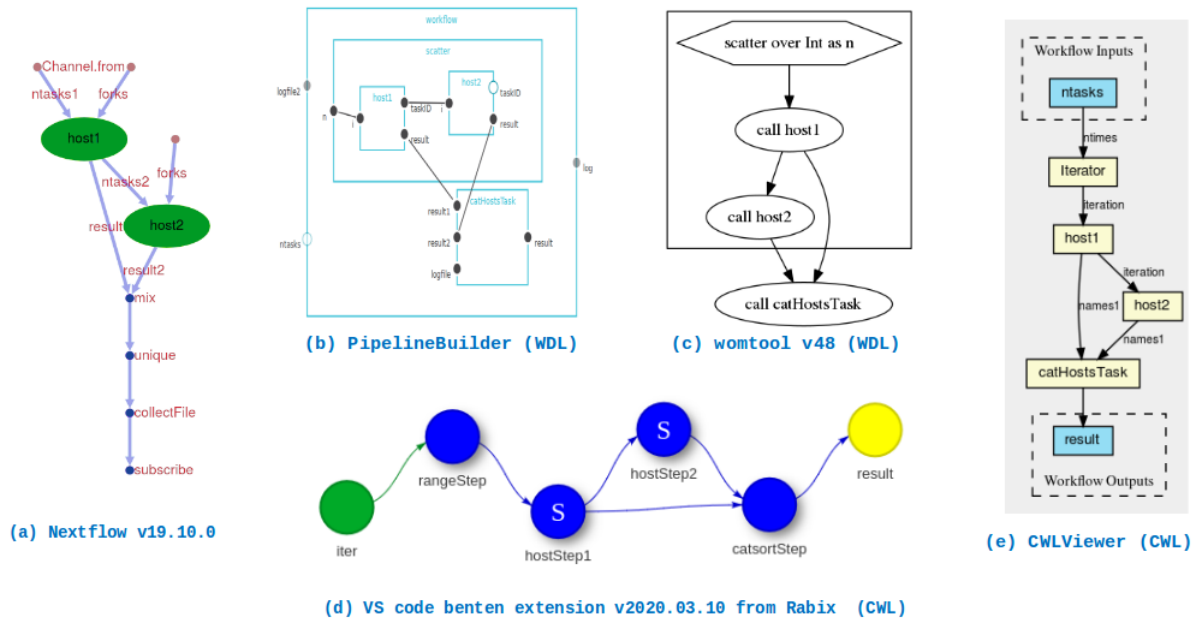 Channel.from
ntasks1
forks
host1
ntasks2
forks
result
host2
result2
mix
unique
collectFile
subscribe
(a) Nextflow v19.10.0
workflow
scatter
logfile2
host1
host2
taskID
taskID
i
n
i
result
result
log
catHostsTask
result1
ntasks
result2
result
logfile
(b) PipelineBuilder (WDL)
scatter over Int as n
call host1
call host2
call catHostsTask
(c) womtool v48 (WDL)
S
hostStep2
result
rangeStep
S
iter
hostStep1
catsortStep
(d) VS code benten extension v2020.03.10 from Rabix (CWL)
Workflow Inputs
ntasks
ntimes
Iterator
iteration
host1
iteration
names1
host2
names1
catHostsTask
result
Workflow Outputs
(e) CWLViewer (CWL)